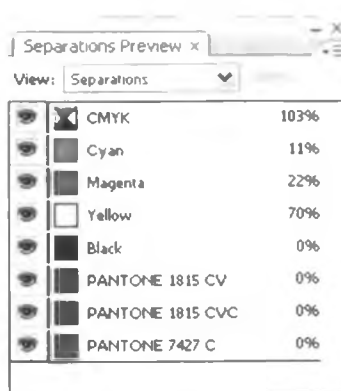 Separations Preview ×
View: Separations
CMYK 103%
Cyan 11%
Magenta 22%
Yellow 70%
Black 0%
PANTONE 1815 CV 0%
PANTONE 1815 CVC 0%
PANTONE 7427 C 0%